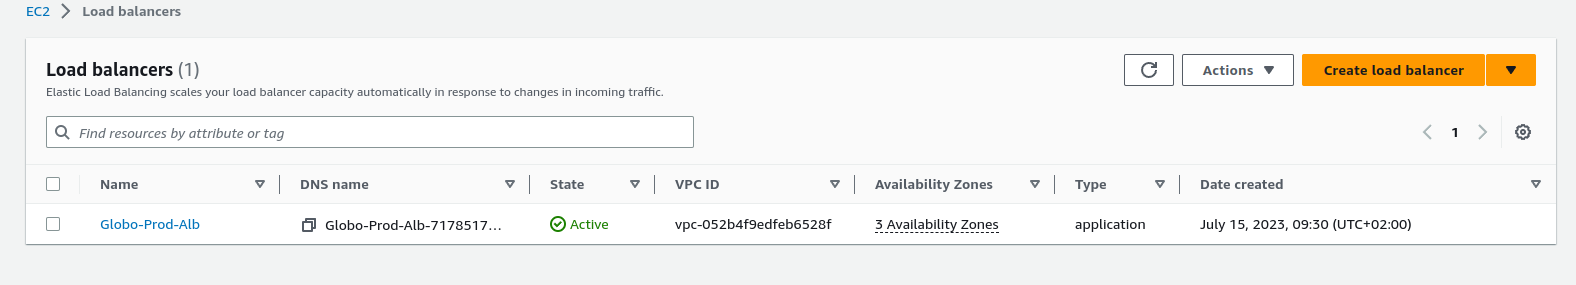 EC2 > Load balancers
Load balancers (1)
Actions
Create load balancer
Elastic Load Balancing scales your load balancer capacity automatically in response to changes in incoming traffic.
Find resources by attribute or tag
1
Name DNS name State VPC ID Availability Zones Type Date created
Globo-Prod-Alb Globo-Prod-Alb-7178517... Active vpc-052b4f9edfeb6528f 3 Availability Zones application July 15, 2023, 09:30 (UTC+02:00)